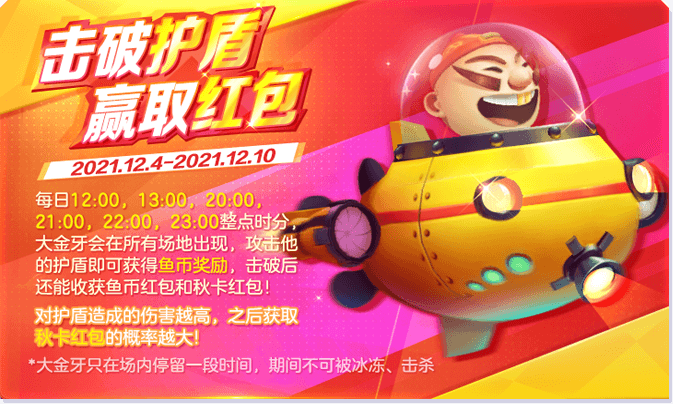 击破护盾
赢取红包
2021.12.4-2021.12.10
每日12:00，13:00，20:00，
21:00，22:00，23:00整点时分，
大金牙会在所有场地出现，攻击他
的护盾即可获得鱼币奖励，击破后
还能收获鱼币红包和秋卡红包！
对护盾造成的伤害越高，之后获取
秋卡红包的概率越大！
*大金牙只在场内停留一段时间，期间不可被冰冻、击杀